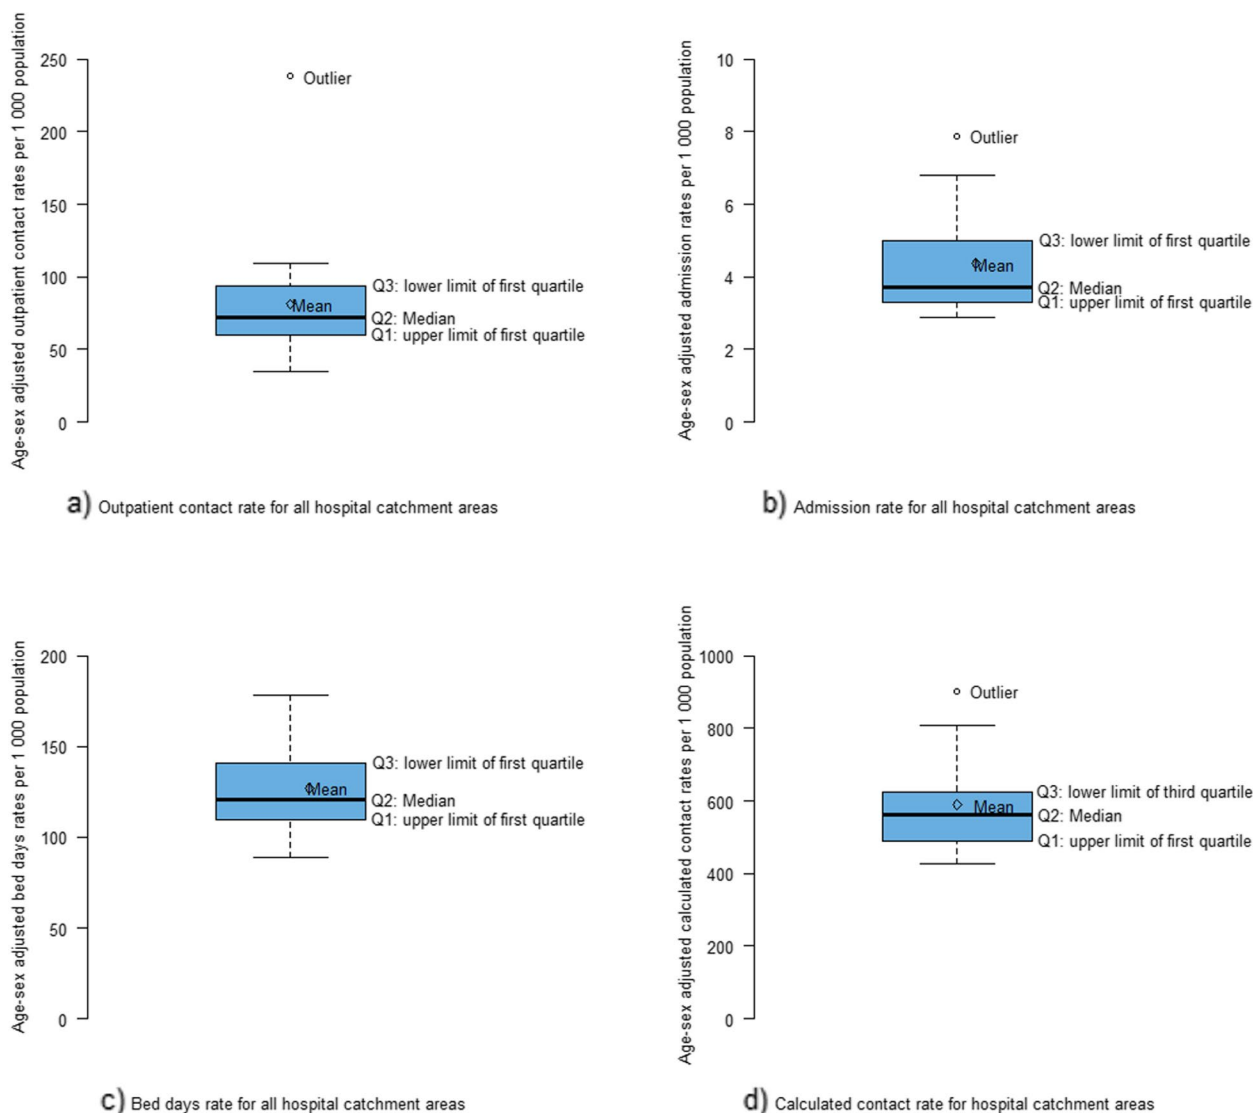 Age-sex adjusted outpatient contact rates per 1 000 population
250
200
150
100
50
0
Outlier
Q3: lower limit of first quartile
Mean
Q2: Median
Q1: upper limit of first quartile
a) Outpatient contact rate for all hospital catchment areas
Age-sex adjusted admission rates per 1 000 population
10
8
6
4
2
0
Outlier
Q3: lower limit of first quartile
Mean
Q2: Median
Q1: upper limit of first quartile
b) Admission rate for all hospital catchment areas
Age-sex adjusted bed days rates per 1 000 population
200
150
100
50
0
Q3: lower limit of first quartile
Mean
Q2: Median
Q1: upper limit of first quartile
c) Bed days rate for all hospital catchment areas
Age-sex adjusted calculated contact rates per 1 000 population
1000
800
600
400
200
0
Outlier
Q3: lower limit of third quartile
Mean
Q2: Median
Q1: upper limit of first quartile
d) Calculated contact rate for hospital catchment areas